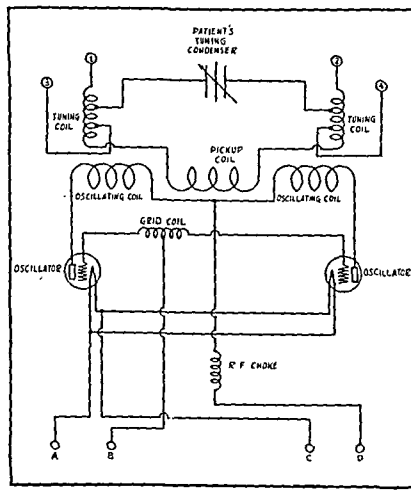 PATIENT'S
TUNING
CONDENSER
1
2
3
4
TUNING
COIL
TUNING
COIL
PICKUP
COIL
OSCILLATING COIL
OSCILLATING COIL
GRID COIL
OSCILLATOR
OSCILLATOR
R F CHOKE
A
B
C
D